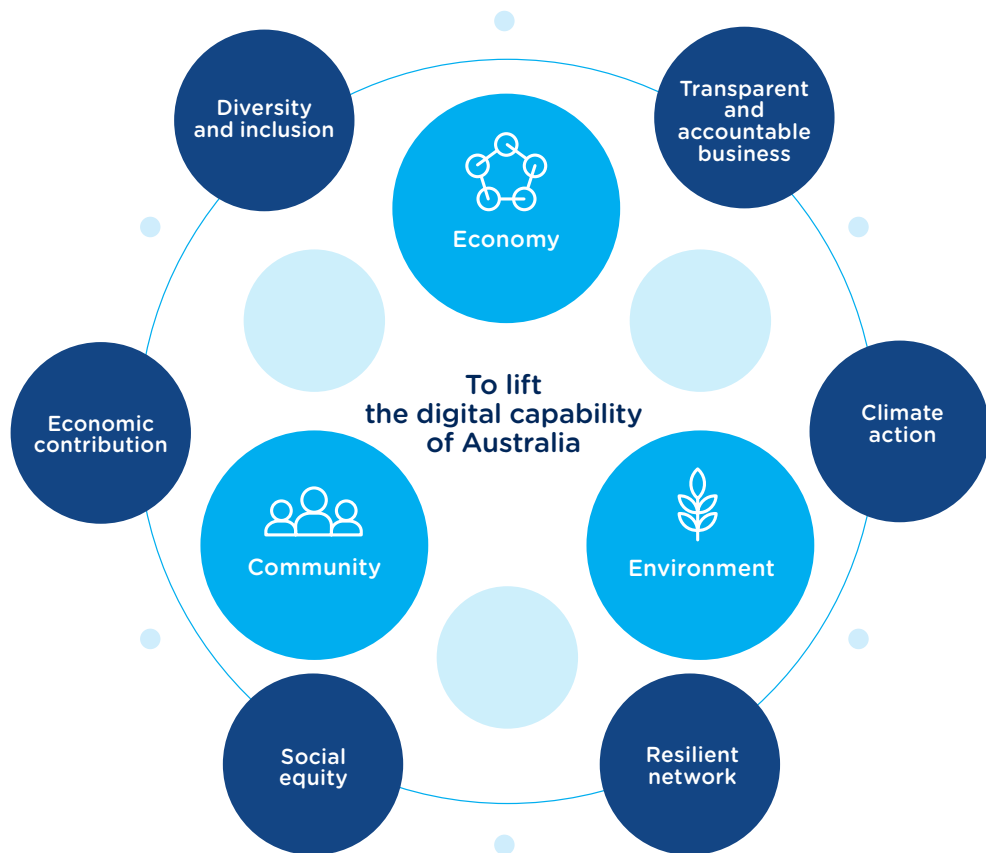 Diversity
and inclusion
Transparent
and
accountable
business
Economy
To lift
the digital capability
of Australia
Economic
contribution
Climate
action
Community
Environment
Social
equity
Resilient
network